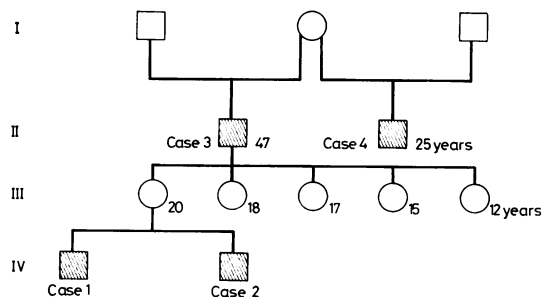 I
II
Case 3 47 Case 4 25 years
III
20 18 17 15 12 years
IV
Case 1 Case 2